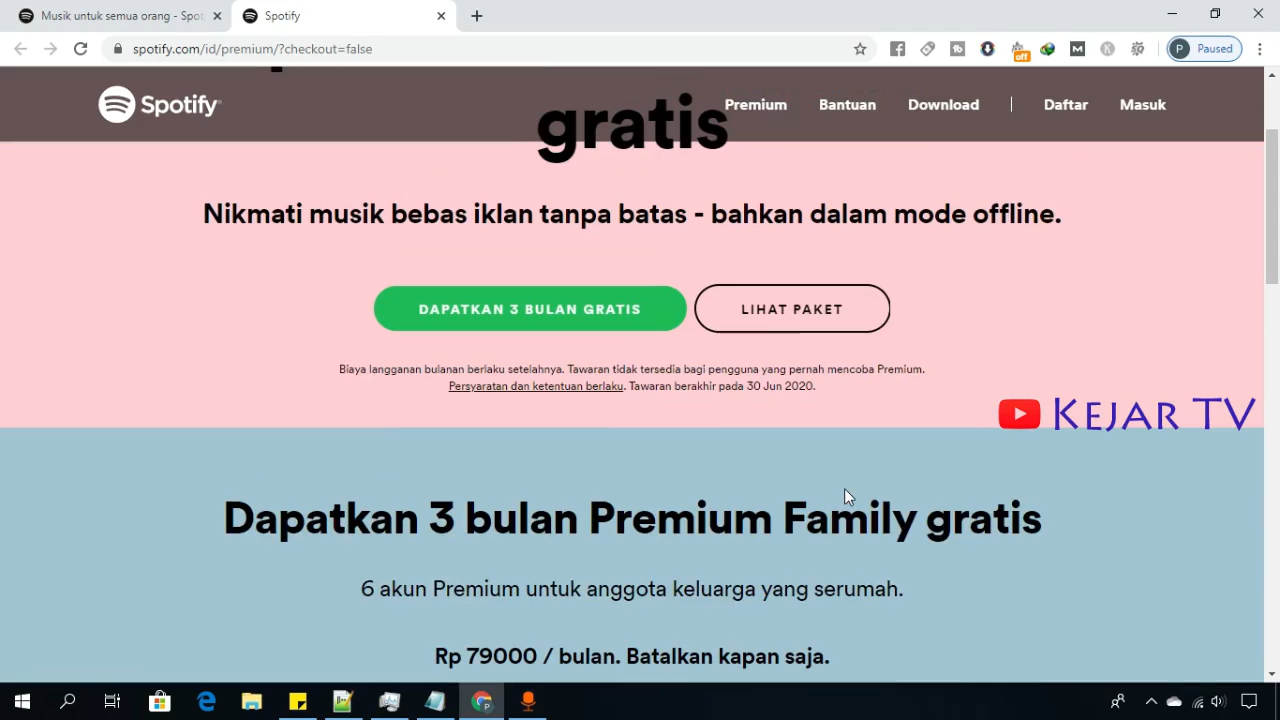 Musik untuk semua orang - Spot
Spotify
spotify.com/id/premium/?checkout=false
off
M
K
P
Paused
Spotify
Premium
Bantuan
Download
Daftar
Masuk
gratis
Nikmati musik bebas iklan tanpa batas - bahkan dalam mode offline.
DAPATKAN 3 BULAN GRATIS
LIHAT PAKET
Biaya langganan bulanan berlaku setelahnya. Tawaran tidak tersedia bagi pengguna yang pernah mencoba Premium.
Persyaratan dan ketentuan berlaku. Tawaran berakhir pada 30 Jun 2020.
KEJAR TV
Dapatkan 3 bulan Premium Family gratis
6 akun Premium untuk anggota keluarga yang serumah.
Rp 79000 / bulan. Batalkan kapan saja.